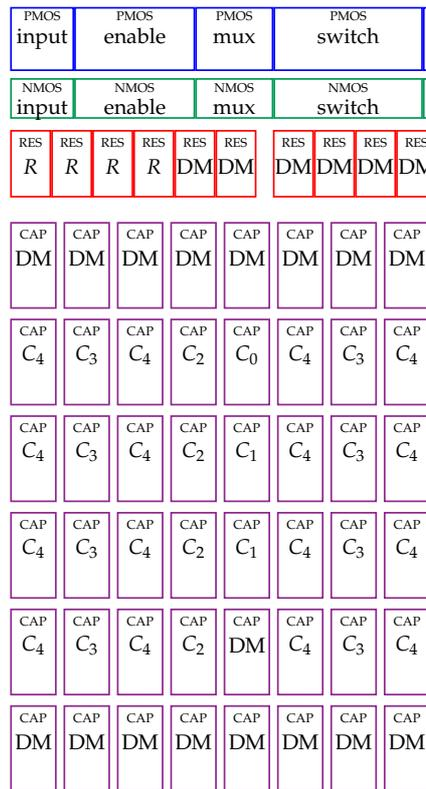 PMOS PMOS PMOS PMOS
input enable mux switch
NMOS NMOS NMOS NMOS
input enable mux switch
RES RES RES RES RES RES RES RES RES RES
R R R R DM DM DM DM DM DM
CAP CAP CAP CAP CAP CAP CAP CAP
DM DM DM DM DM DM DM DM
CAP CAP CAP CAP CAP CAP CAP CAP
C₄ C₃ C₄ C₂ C₀ C₄ C₃ C₄
CAP CAP CAP CAP CAP CAP CAP CAP
C₄ C₃ C₄ C₂ C₁ C₄ C₃ C₄
CAP CAP CAP CAP CAP CAP CAP CAP
C₄ C₃ C₄ C₂ C₁ C₄ C₃ C₄
CAP CAP CAP CAP CAP CAP CAP CAP
C₄ C₃ C₄ C₂ DM C₄ C₃ C₄
CAP CAP CAP CAP CAP CAP CAP CAP
DM DM DM DM DM DM DM DM